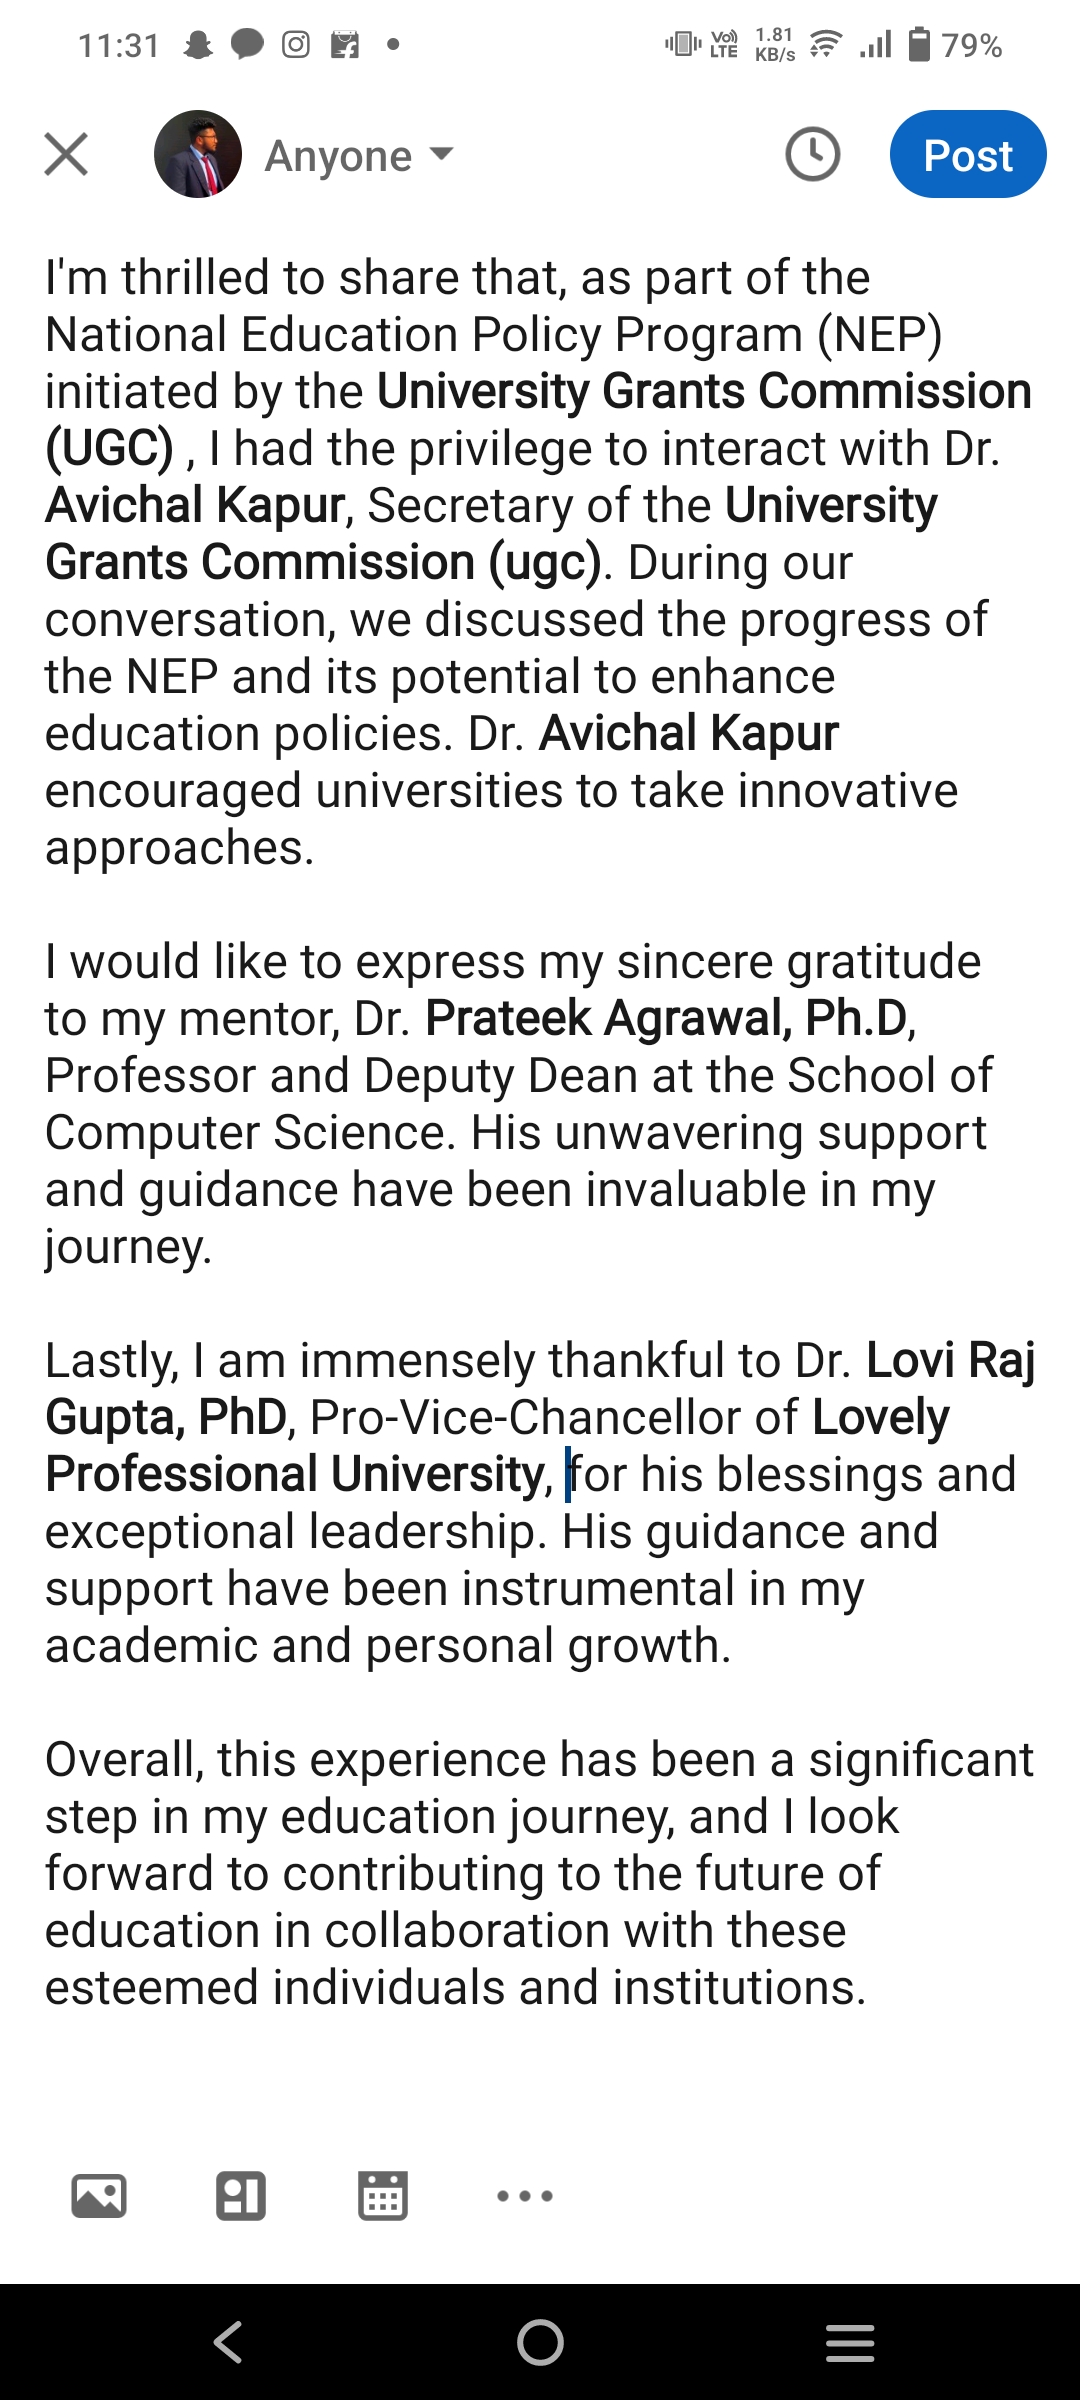 11:31
Vo)) 1.81
LTE KB/s 79%
Anyone
Post
I'm thrilled to share that, as part of the
National Education Policy Program (NEP)
initiated by the University Grants Commission
(UGC) , I had the privilege to interact with Dr.
Avichal Kapur, Secretary of the University
Grants Commission (ugc). During our
conversation, we discussed the progress of
the NEP and its potential to enhance
education policies. Dr. Avichal Kapur
encouraged universities to take innovative
approaches.
I would like to express my sincere gratitude
to my mentor, Dr. Prateek Agrawal, Ph.D,
Professor and Deputy Dean at the School of
Computer Science. His unwavering support
and guidance have been invaluable in my
journey.
Lastly, I am immensely thankful to Dr. Lovi Raj
Gupta, PhD, Pro-Vice-Chancellor of Lovely
Professional University, for his blessings and
exceptional leadership. His guidance and
support have been instrumental in my
academic and personal growth.
Overall, this experience has been a significant
step in my education journey, and I look
forward to contributing to the future of
education in collaboration with these
esteemed individuals and institutions.